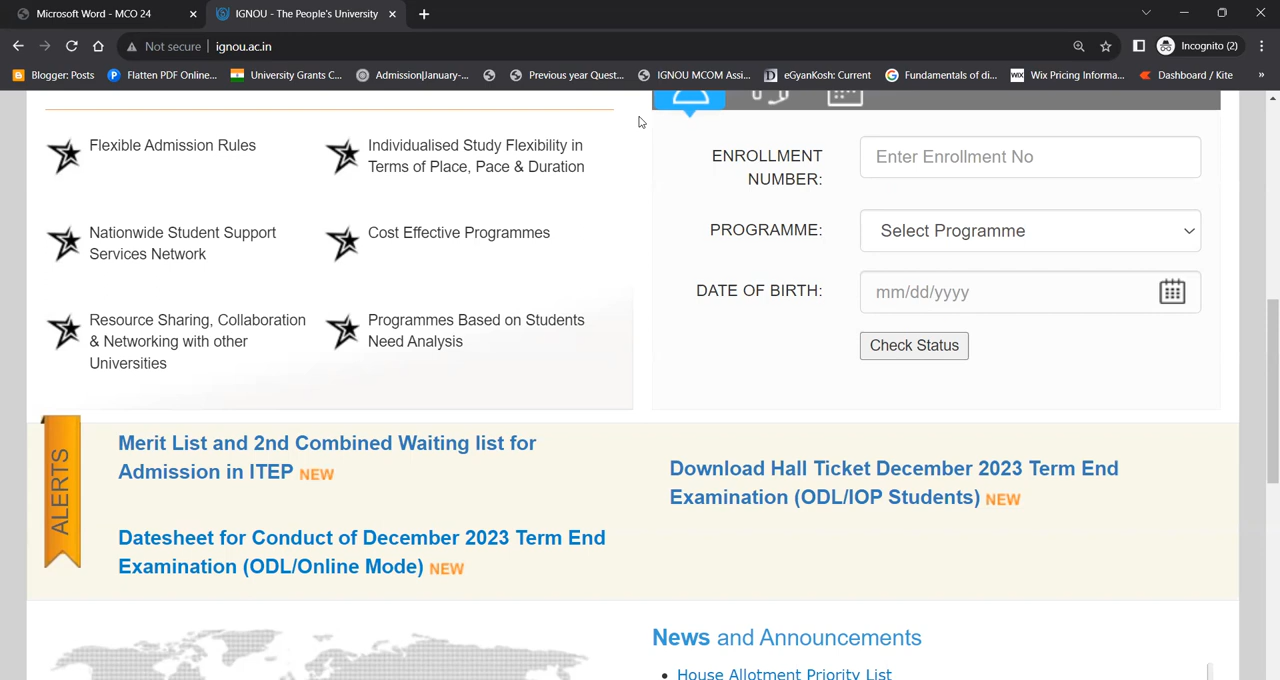 Microsoft Word - MCO 24
IGNOU - The People's University
Not secure
ignou.ac.in
Incognito (2)
Blogger: Posts
Flatten PDF Online...
University Grants C...
Admission|January-...
Previous year Quest...
IGNOU MCOM Assi...
eGyanKosh: Current
Fundamentals of di...
WIX
Wix Pricing Informa...
Dashboard / Kite
»
Flexible Admission Rules
Individualised Study Flexibility in
Terms of Place, Pace & Duration
Nationwide Student Support
Services Network
Cost Effective Programmes
Resource Sharing, Collaboration
& Networking with other
Universities
Programmes Based on Students
Need Analysis
ENROLLMENT
NUMBER:
Enter Enrollment No
PROGRAMME:
Select Programme
DATE OF BIRTH:
mm/dd/yyyy
Check Status
ALERTS
Merit List and 2nd Combined Waiting list for
Admission in ITEP NEW
Datesheet for Conduct of December 2023 Term End
Examination (ODL/Online Mode) NEW
Download Hall Ticket December 2023 Term End
Examination (ODL/IOP Students) NEW
News and Announcements
• House Allotment Priority List